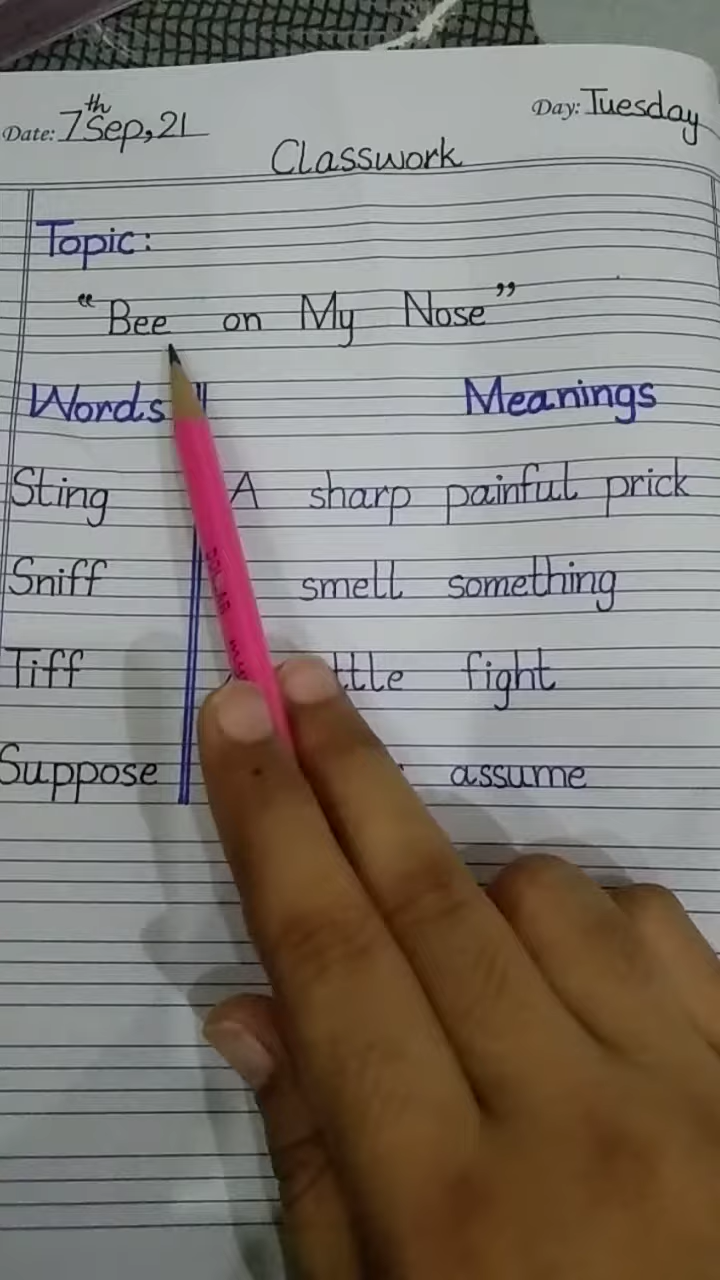 Date: 7th Sep, 21 Day: Tuesday
Classwork
Topic:
“Bee on My Nose”
Words Meanings
Sting A sharp painful prick
Sniff smell something
Tiff fight
Suppose assume
DOLLAR